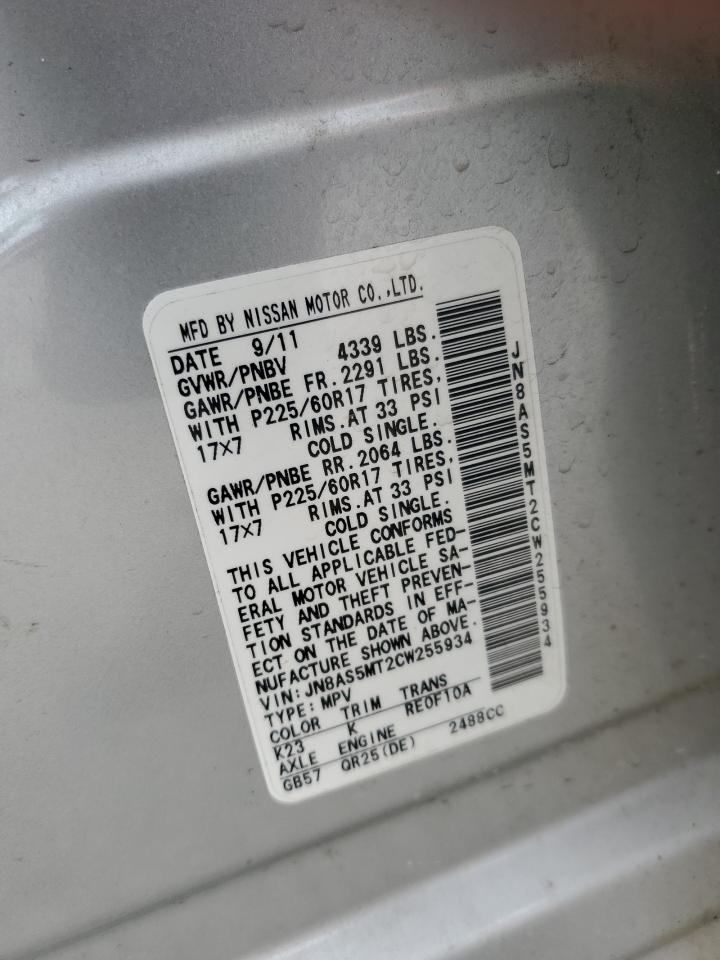 MFD BY NISSAN MOTOR CO.,LTD.
DATE 9/11
GVWR/PNBV 4339 LBS.
GAWR/PNBE FR. 2291 LBS.
WITH P225/60R17 TIRES,
17X7 RIMS.AT 33 PSI
COLD SINGLE.
GAWR/PNBE RR. 2064 LBS.
WITH P225/60R17 TIRES,
17X7 RIMS.AT 33 PSI
COLD SINGLE.
THIS VEHICLE CONFORMS
TO ALL APPLICABLE FED-
ERAL MOTOR VEHICLE SA-
FETY AND THEFT PREVEN-
TION STANDARDS IN EFF-
ECT ON THE DATE OF MA-
NUFACTURE SHOWN ABOVE.
VIN: JN8AS5MT2CW255934
TYPE: MPV
COLOR TRIM TRANS
K23 K RE0F10A
AXLE ENGINE
GB57 QR25(DE) 2488CC
JN8AS5MT2CW255934